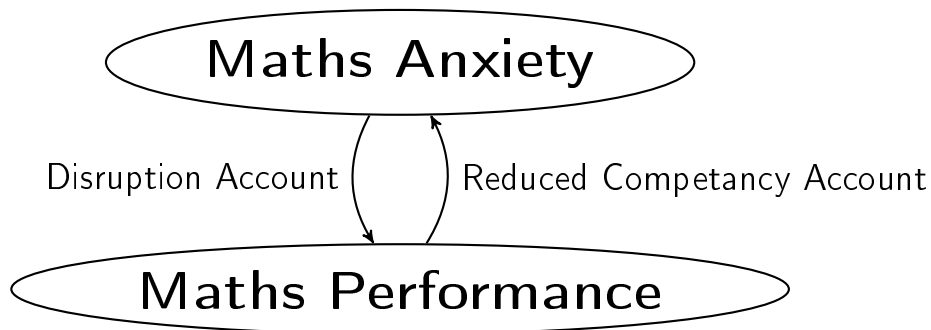 Maths Anxiety
Disruption Account
Reduced Competancy Account
Maths Performance